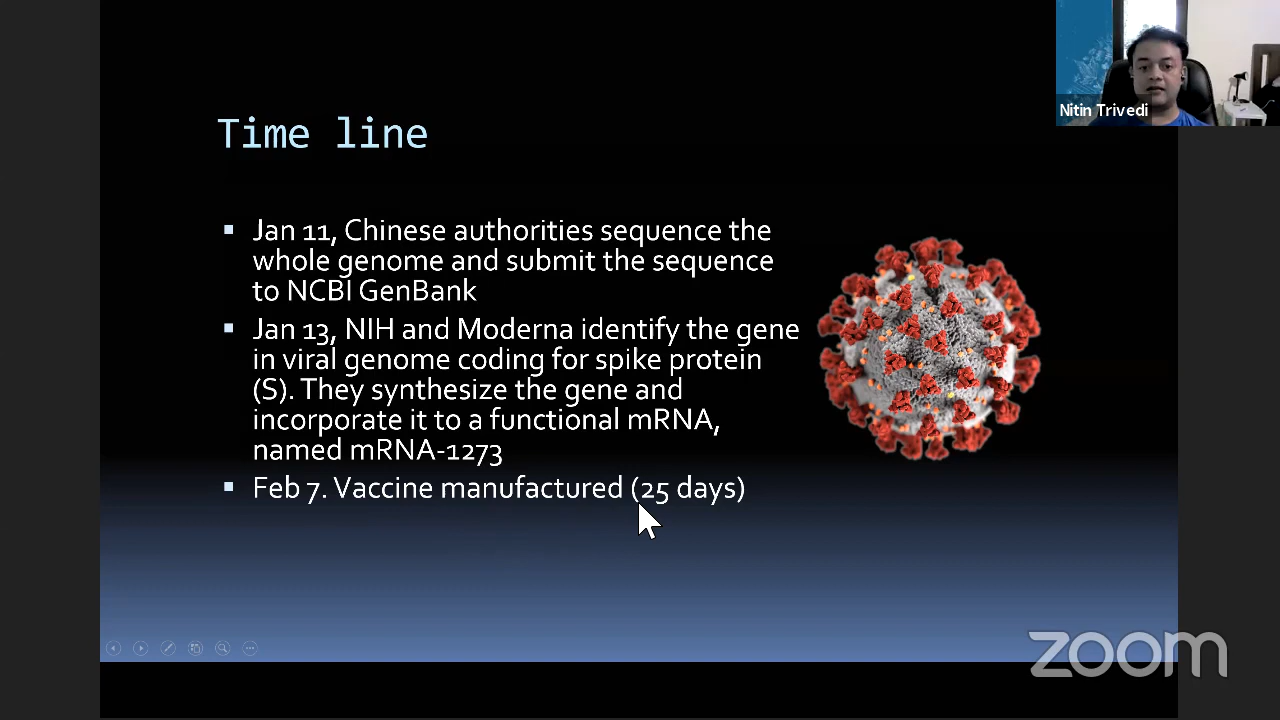 Nitin Trivedi
Time line
Jan 11, Chinese authorities sequence the
whole genome and submit the sequence
to NCBI GenBank
Jan 13, NIH and Moderna identify the gene
in viral genome coding for spike protein
(S). They synthesize the gene and
incorporate it to a functional mRNA,
named mRNA-1273
Feb 7. Vaccine manufactured (25 days)
zoom